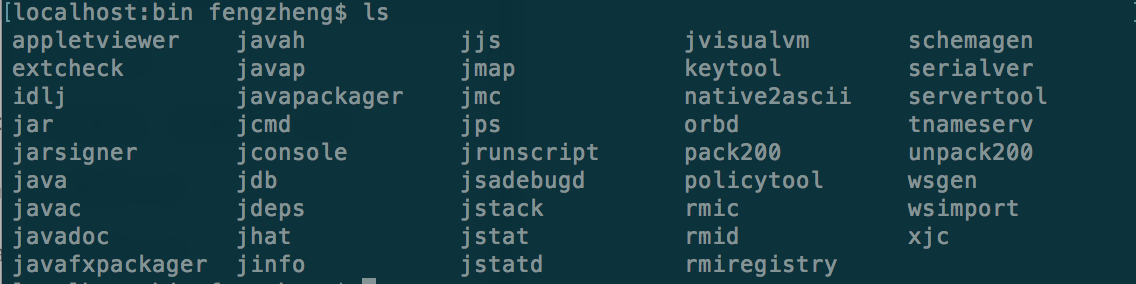 [localhost:bin fengzheng$ ls
appletviewer javah jjs jvisualvm schemagen
extcheck javap jmap keytool serialver
idlj javapackager jmc native2ascii servertool
jar jcmd jps orbd tnameserv
jarsigner jconsole jrunscript pack200 unpack200
java jdb jsadebugd policytool wsgen
javac jdeps jstack rmic wsimport
javadoc jhat jstat rmid xjc
javafxpackager jinfo jstatd rmiregistry